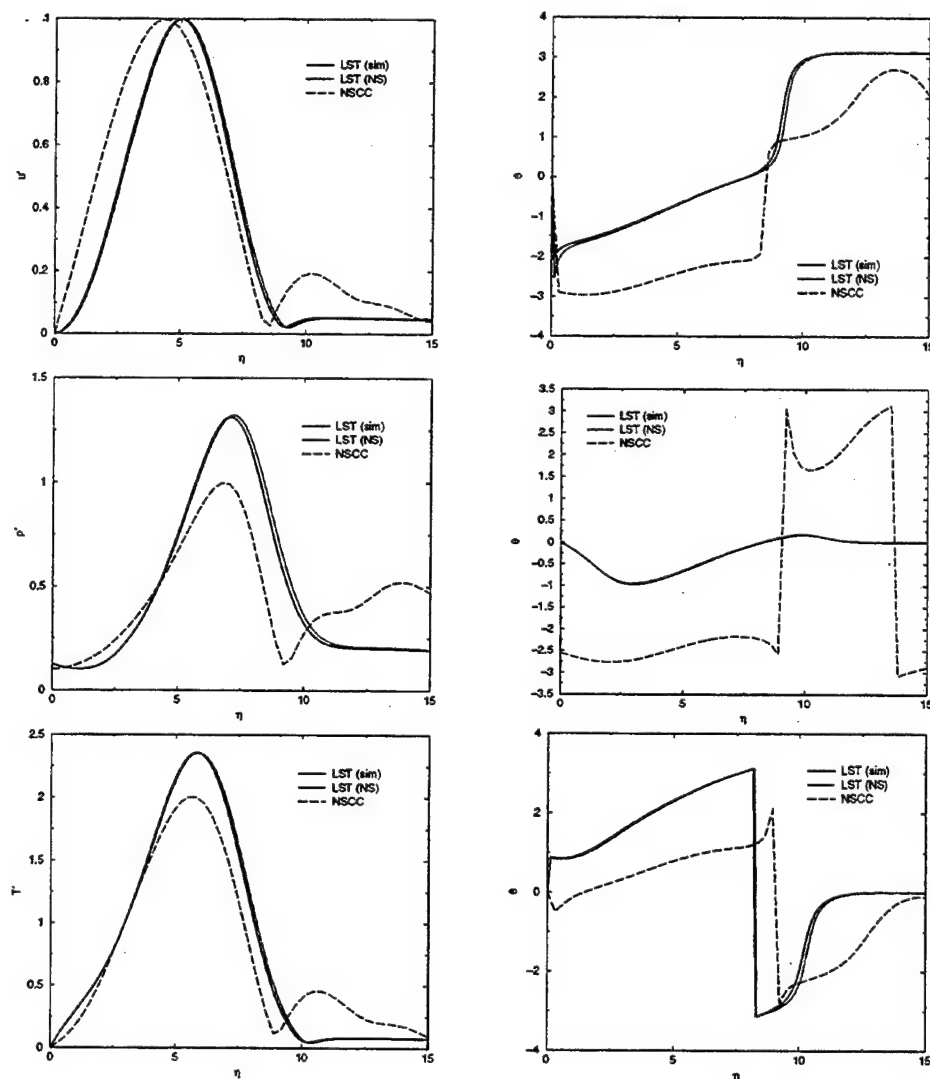 1
0.8
0.6
0.4
0.2
0
0
5
10
15
u'
η
LST (sim)
LST (NS)
NSCC
4
3
2
1
0
−1
−2
−3
−4
0
5
10
15
θ
η
LST (sim)
LST (NS)
NSCC
1.5
1
0.5
0
0
5
10
15
ρ'
η
LST (sim)
LST (NS)
NSCC
3.5
3
2.5
2
1.5
1
0.5
0
−0.5
−1
−1.5
−2
−2.5
−3
−3.5
0
5
10
15
θ
η
LST (sim)
LST (NS)
NSCC
2.5
2
1.5
1
0.5
0
0
5
10
15
T'
η
LST (sim)
LST (NS)
NSCC
4
2
0
−2
−4
0
5
10
15
θ
η
LST (sim)
LST (NS)
NSCC